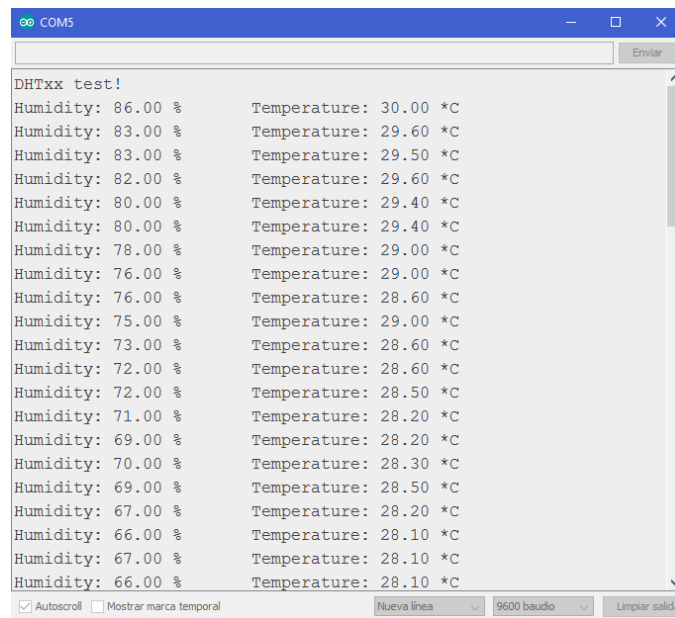 COM5
Enviar
DHTxx test!
Humidity: 86.00 % Temperature: 30.00 *C
Humidity: 83.00 % Temperature: 29.60 *C
Humidity: 83.00 % Temperature: 29.50 *C
Humidity: 82.00 % Temperature: 29.60 *C
Humidity: 80.00 % Temperature: 29.40 *C
Humidity: 80.00 % Temperature: 29.40 *C
Humidity: 78.00 % Temperature: 29.00 *C
Humidity: 76.00 % Temperature: 29.00 *C
Humidity: 76.00 % Temperature: 28.60 *C
Humidity: 75.00 % Temperature: 29.00 *C
Humidity: 73.00 % Temperature: 28.60 *C
Humidity: 72.00 % Temperature: 28.60 *C
Humidity: 72.00 % Temperature: 28.50 *C
Humidity: 71.00 % Temperature: 28.20 *C
Humidity: 69.00 % Temperature: 28.20 *C
Humidity: 70.00 % Temperature: 28.30 *C
Humidity: 69.00 % Temperature: 28.50 *C
Humidity: 67.00 % Temperature: 28.20 *C
Humidity: 66.00 % Temperature: 28.10 *C
Humidity: 67.00 % Temperature: 28.10 *C
Humidity: 66.00 % Temperature: 28.10 *C
Autoscroll Mostrar marca temporal Nueva línea 9600 baudio Limpiar salid